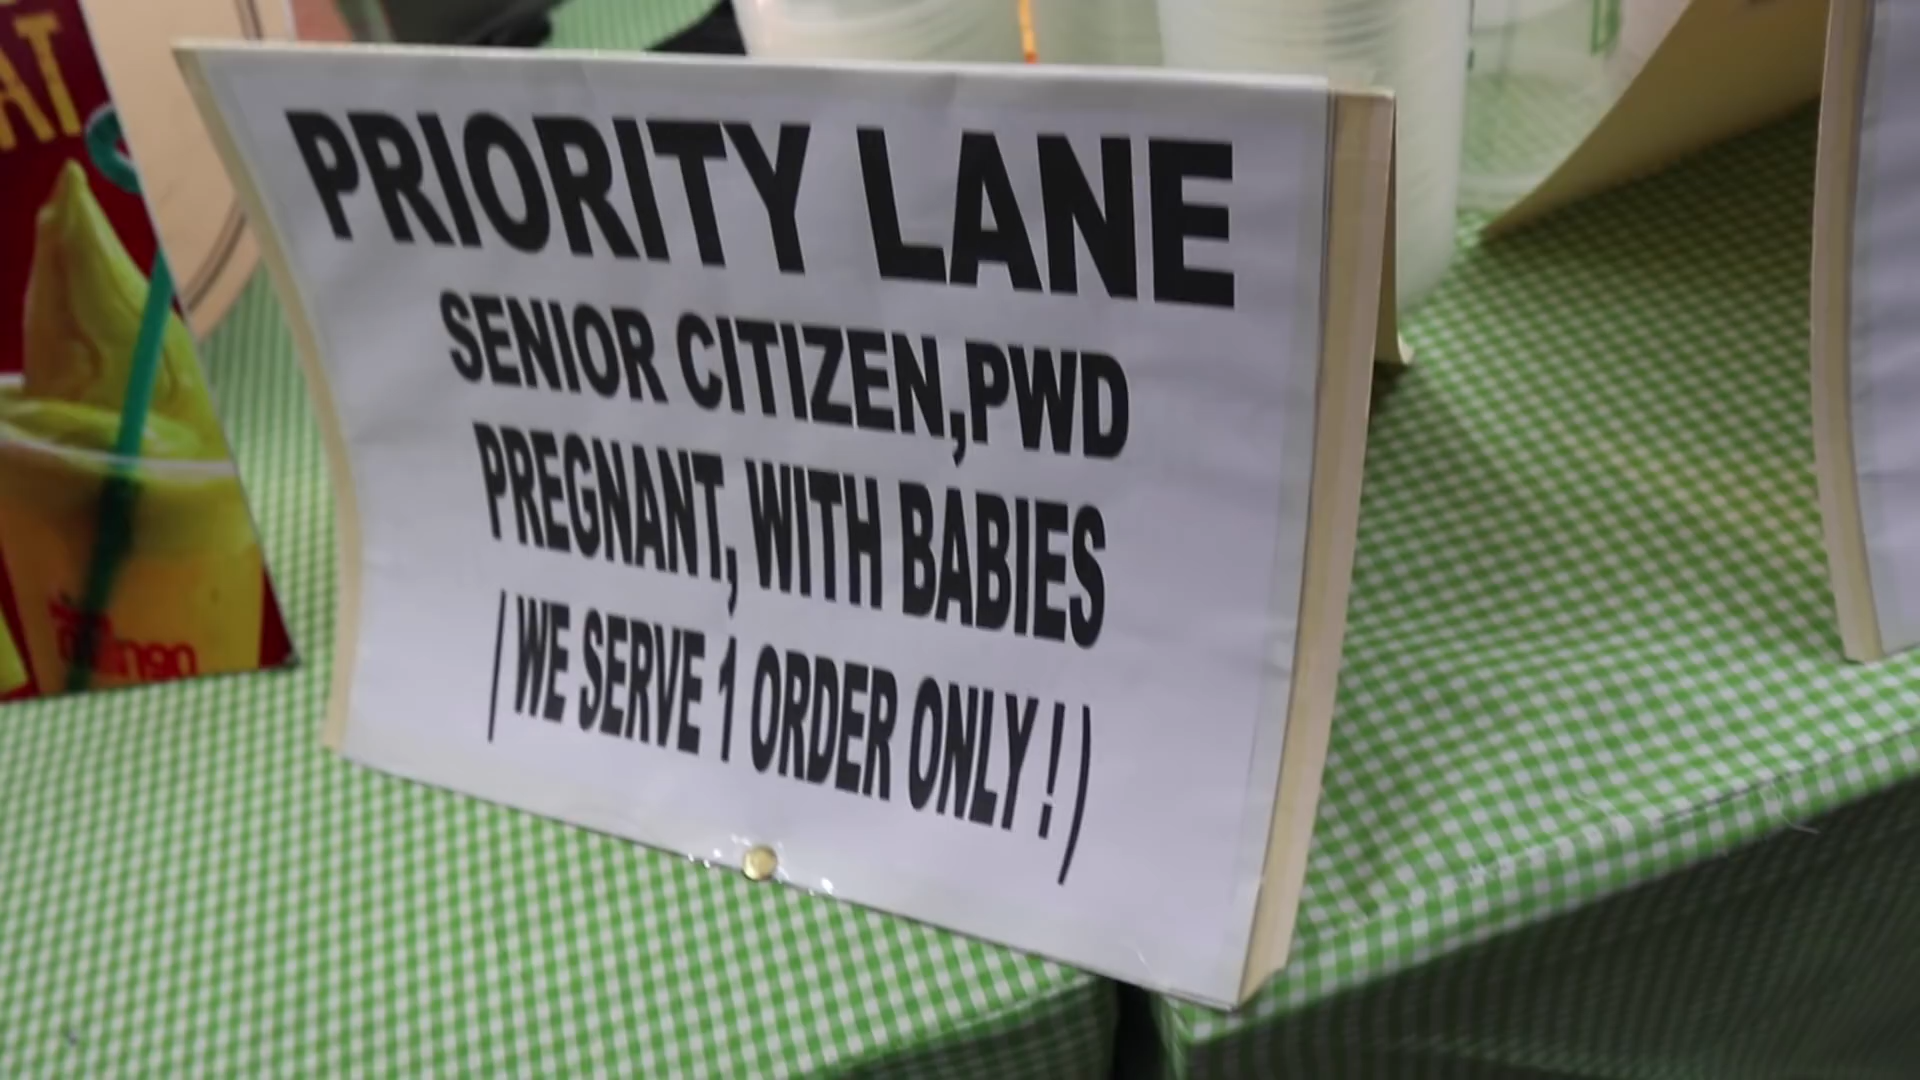 PRIORITY LANE
SENIOR CITIZEN,PWD
PREGNANT, WITH BABIES
( WE SERVE 1 ORDER ONLY ! )